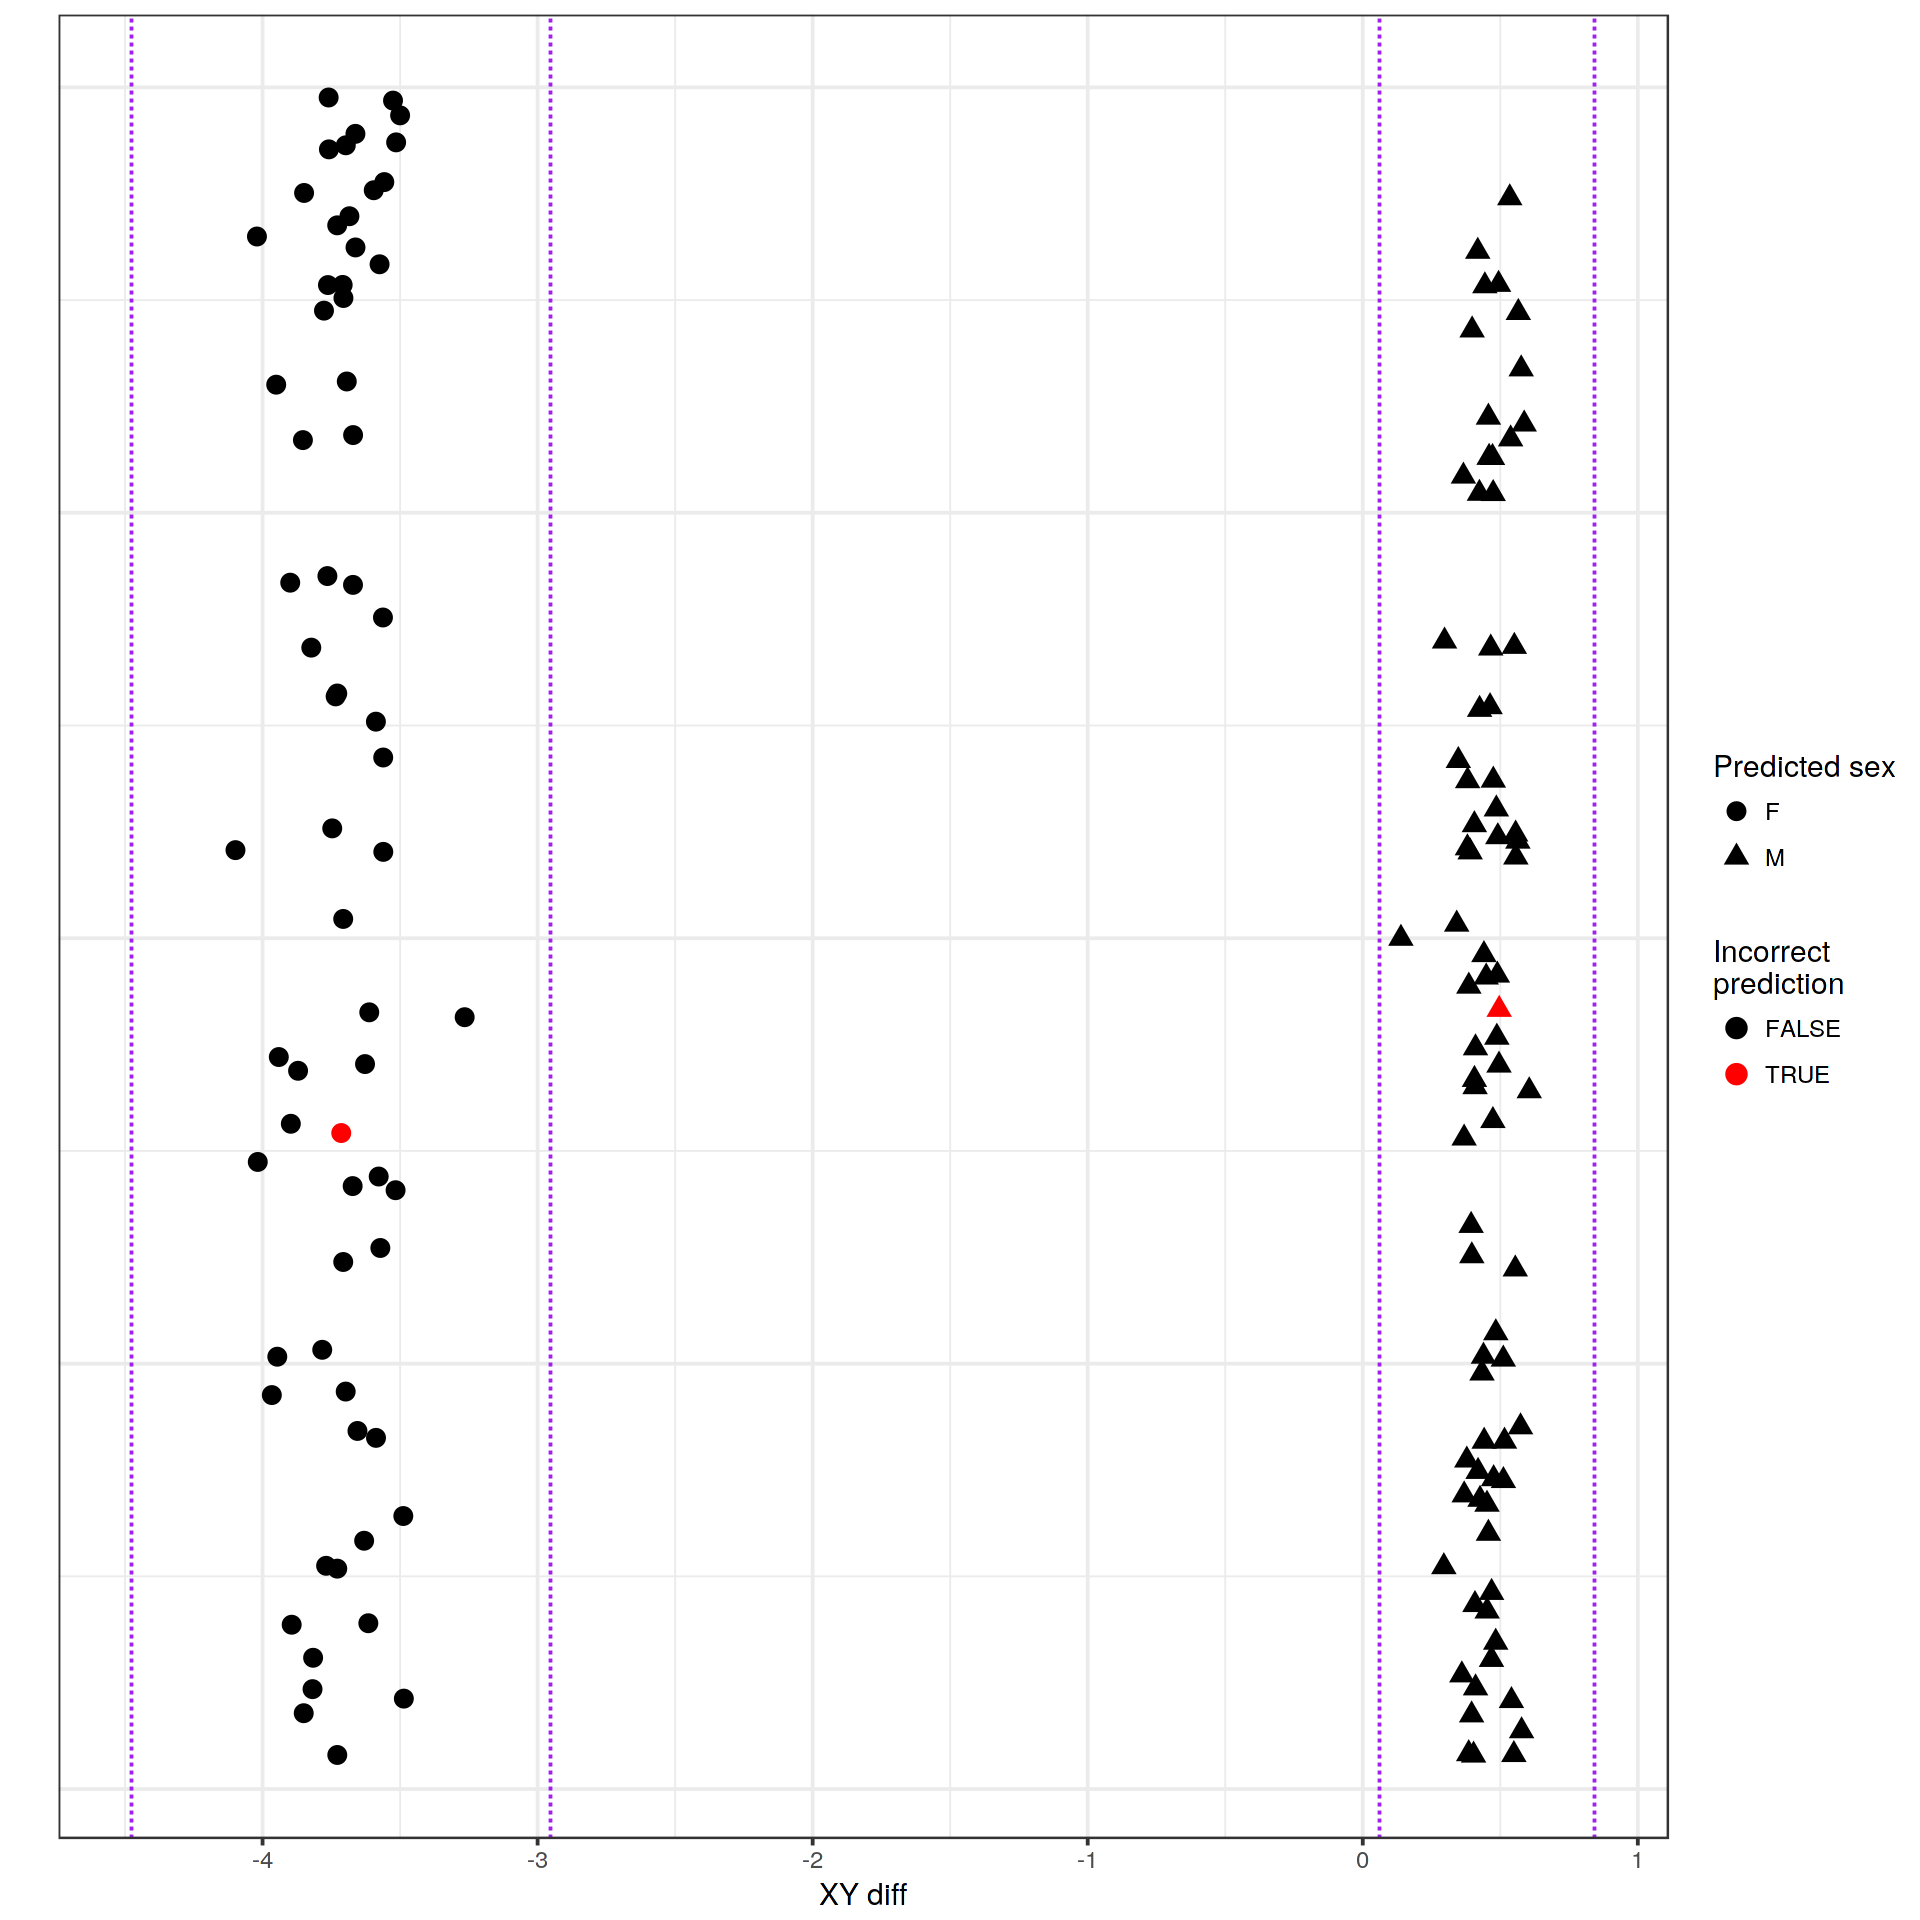 Predicted sex
F
M
Incorrect
prediction
FALSE
TRUE
-4
-3
-2
-1
0
1
XY diff